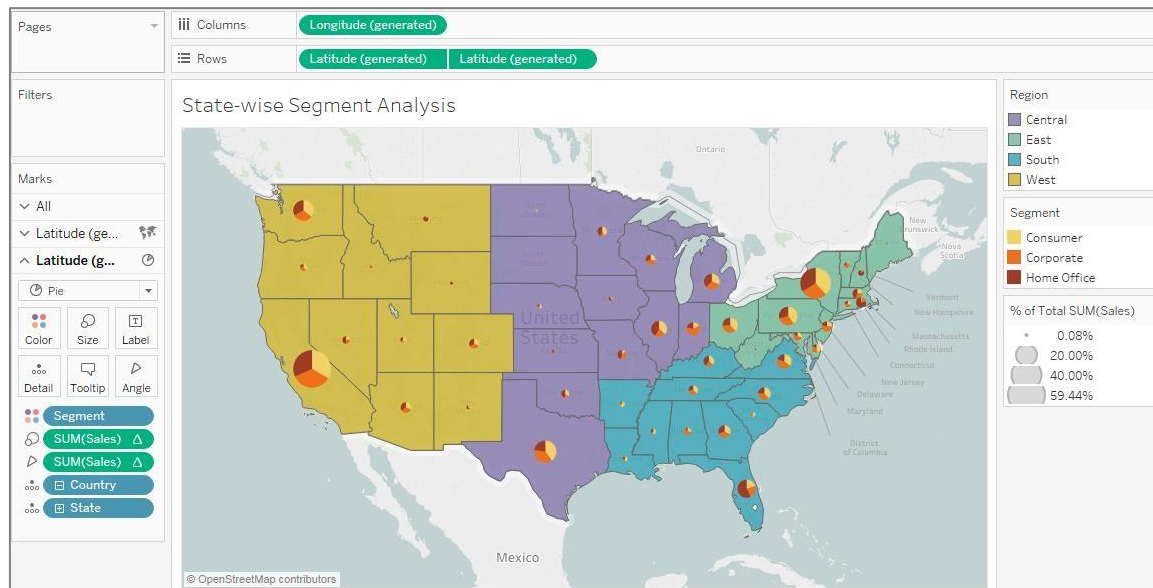 Pages
Columns
Longitude (generated)
Rows
Latitude (generated)
Latitude (generated)
Filters
Marks
All
Latitude (ge...
Latitude (g...
Pie
Color
Size
Label
Detail
Tooltip
Angle
Segment
SUM(Sales)
SUM(Sales)
Country
State
State-wise Segment Analysis
Ontario
New
Brunswick
Nova
Scotia
United
States
Vermont
New Hampshire
Massachusetts
Rhode Island
Connecticut
New Jersey
Delaware
Maryland
District
of Columbia
Mexico
© OpenStreetMap contributors
Region
Central
East
South
West
Segment
Consumer
Corporate
Home Office
% of Total SUM(Sales)
0.08%
20.00%
40.00%
59.44%